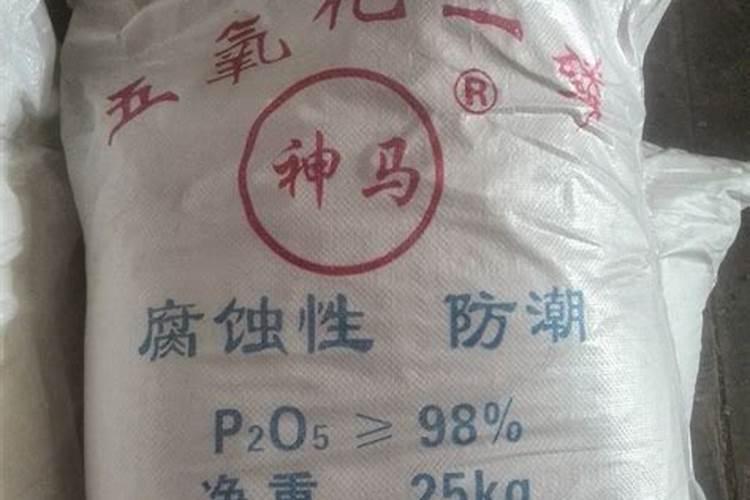 五氧化二磷
®
神马
腐蚀性 防潮
P₂O₅ ≥ 98%
净重 25kg